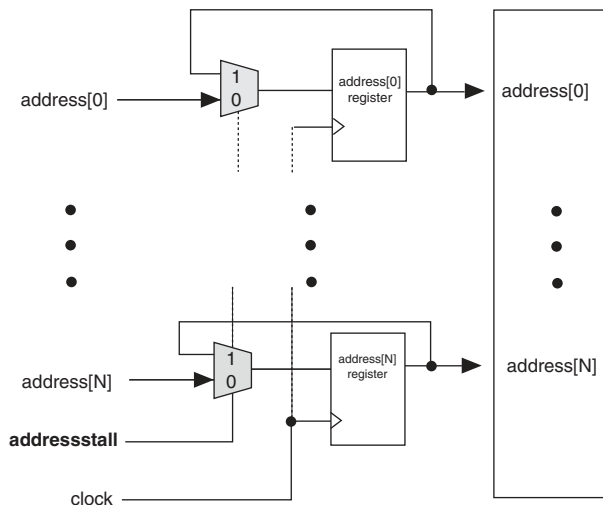 1
0
address[0]
address[0]
register
address[0]
1
0
address[N]
address[N]
register
address[N]
addressstall
clock